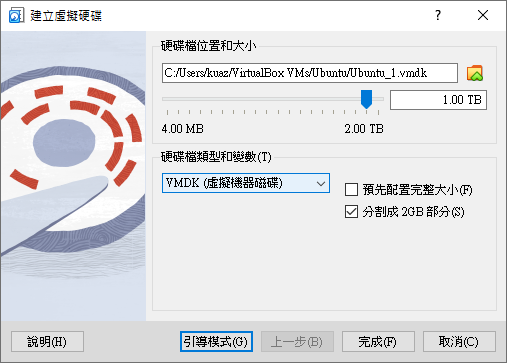 建立虛擬硬碟
?
硬碟檔位置和大小
C:/Users/kuaz/VirtualBox VMs/Ubuntu/Ubuntu_1.vmdk
1.00 TB
4.00 MB 2.00 TB
硬碟檔類型和變數(T)
VMDK (虛擬機器磁碟)
預先配置完整大小(F)
分割成 2GB 部分(S)
說明(H) 引導模式(G) 上一步(B) 完成(F) 取消(C)